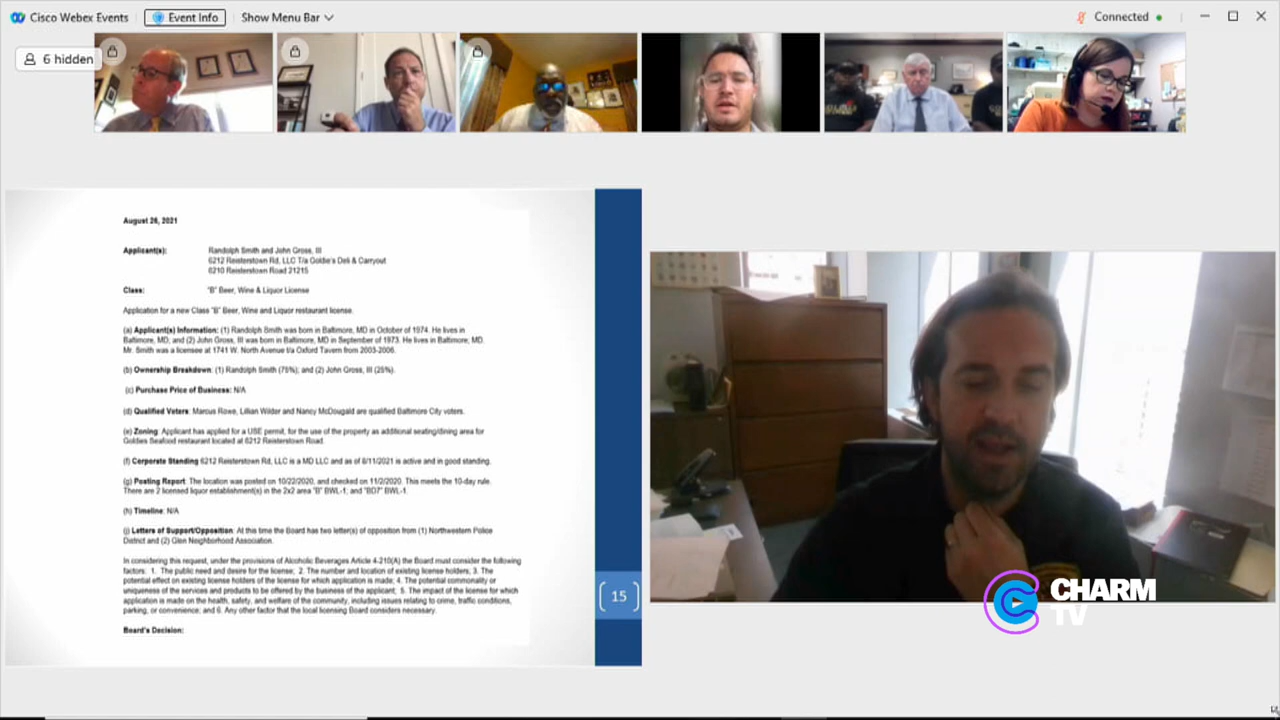 Cisco Webex Events
Event Info
Show Menu Bar
Connected
6 hidden
August 26, 2021
Applicant(s): Randolph Smith and John Gross, III
6212 Reisterstown Rd, LLC T/a Goldie's Deli & Carryout
6210 Reisterstown Road 21215
Class: "B" Beer, Wine & Liquor License
Application for a new Class "B" Beer, Wine and Liquor restaurant license.
(a) Applicant(s) Information: (1) Randolph Smith was born in Baltimore, MD in October of 1974. He lives in
Baltimore, MD, and (2) John Gross, III was born in Baltimore, MD in September of 1973. He lives in Baltimore, MD.
Mr. Smith was a licensee at 1741 W. North Avenue t/a Oxford Tavern from 2003-2006.
(b) Ownership Breakdown: (1) Randolph Smith (75%); and (2) John Gross, III (25%).
(c) Purchase Price of Business: N/A
(d) Qualified Voters: Marcus Rowe, Lillian Wilder and Nancy McDougald are qualified Baltimore City voters.
(e) Zoning: Applicant has applied for a USE permit, for the use of the property as additional seating/dining area for
Goldies Seafood restaurant located at 6212 Reisterstown Road.
(f) Corporate Standing 6212 Reisterstown Rd, LLC is a MD LLC and as of 8/11/2021 is active and in good standing.
(g) Posting Report: The location was posted on 10/22/2020, and checked on 11/2/2020. This meets the 10-day rule.
There are 2 licensed liquor establishment(s) in the 2x2 area "B" BWL-1; and "BD7" BWL-1.
(h) Timeline: N/A
(i) Letters of Support/Opposition: At this time the Board has two letter(s) of opposition from (1) Northwestern Police
District and (2) Glen Neighborhood Association.
In considering this request, under the provisions of Alcoholic Beverages Article 4-210(A) the Board must consider the following
factors: 1. The public need and desire for the license; 2. The number and location of existing license holders, 3. The
potential effect on existing license holders of the license for which application is made; 4. The potential commonality or
uniqueness of the services and products to be offered by the business of the applicant; 5. The impact of the license for which
application is made on the health, safety, and welfare of the community, including issues relating to crime, traffic conditions,
parking, or convenience; and 6. Any other factor that the local licensing Board considers necessary.
Board's Decision:
15
CHARM
TV